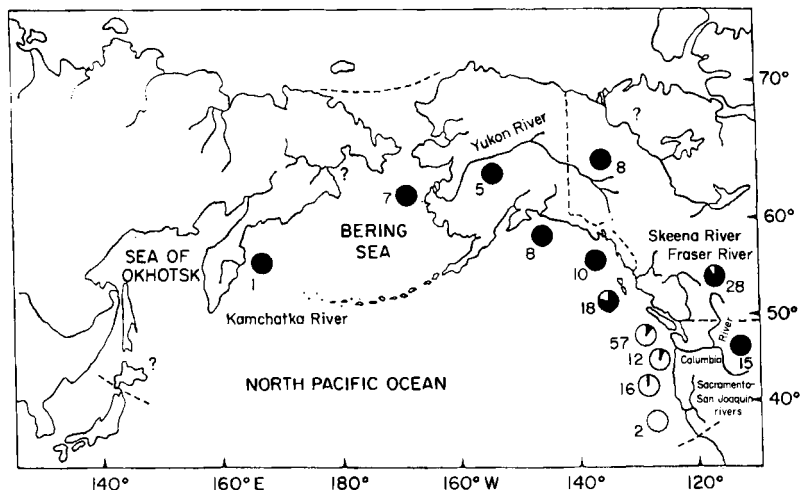 70°
?
Yukon River
8
?
7
5
60°
BERING
SEA
SEA OF
OKHOTSK
1
8
10
Skeena River
Fraser River
28
18
50°
Kamchatka River
57
River
15
12
Columbia
?
NORTH PACIFIC OCEAN
16
Sacramento-
San Joaquin
rivers
40°
2
140°
160° E
180°
160° W
140°
120°